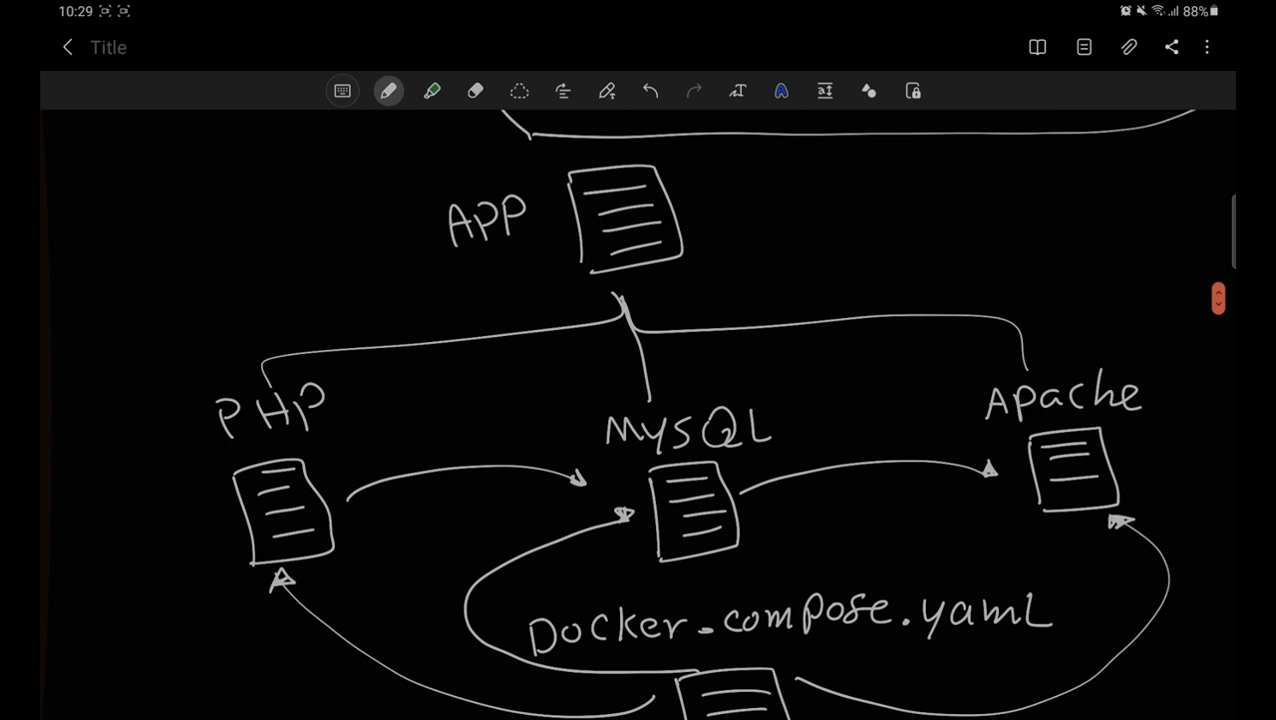 10:29
88%
Title
APP
PHP
MYSQL
Apache
Docker-compose.yaml